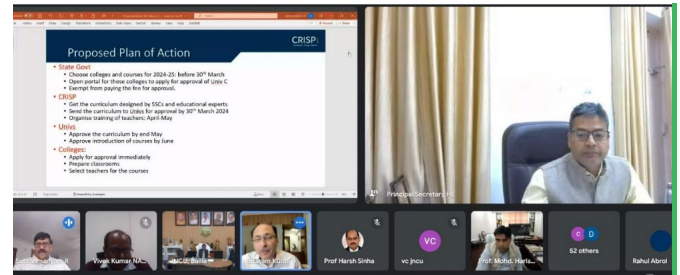 CRISP
Proposed Plan of Action
• State Govt
• Choose colleges and courses for 2024-25: before 30th March
• Open portal for these colleges to apply for approval of Univ C
• Exempt from paying the fee for approval.
• CRISP
• Get the curriculum designed by SSCs and educational experts
• Send the curriculum to Univs for approval by 30th March 2024
• Organise training of teachers: April-May
• Univs
• Approve the curriculum by end May
• Approve introduction of courses by June
• Colleges:
• Apply for approval immediately
• Prepare classrooms
• Select teachers for the courses
Principal Secretary HE
Vivek Kumar NA...
JNCU, Ballia
Prof Harsh Sinha
VC
vc jncu
Prof. Mohd. Haris...
C D
52 others
Rahul Abrol